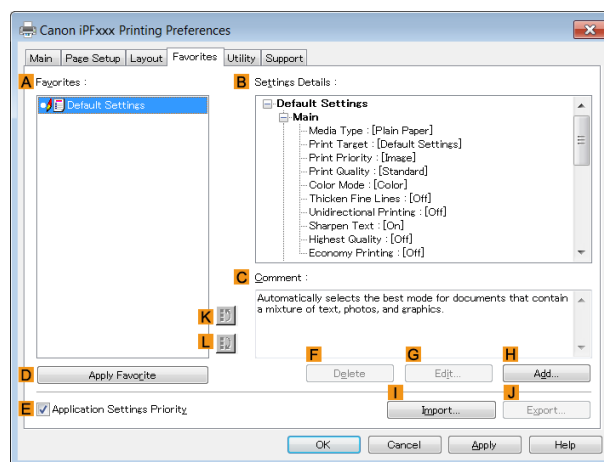 Canon iPFxxx Printing Preferences
Main Page Setup Layout Favorites Utility Support
A Favorites :
B Settings Details :
Default Settings
Default Settings
Main
Media Type : [Plain Paper]
Print Target : [Default Settings]
Print Priority : [Image]
Print Quality : [Standard]
Color Mode : [Color]
Thicken Fine Lines : [Off]
Unidirectional Printing : [Off]
Sharpen Text : [On]
Highest Quality : [Off]
Economy Printing : [Off]
C Comment :
Automatically selects the best mode for documents that contain
a mixture of text, photos, and graphics.
K
L
F G H
D Apply Favorite Delete Edit... Add...
I J
E Application Settings Priority Import... Export...
OK Cancel Apply Help